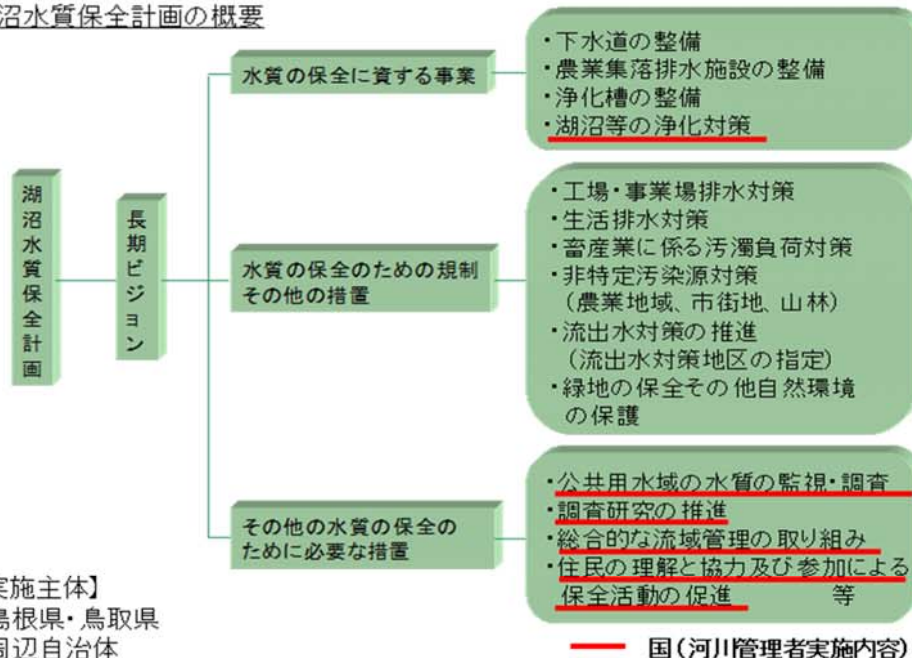 沼水質保全計画の概要
湖沼水質保全計画
長期ビジョン
水質の保全に資する事業
・下水道の整備
・農業集落排水施設の整備
・浄化槽の整備
・湖沼等の浄化対策
水質の保全のための規制
その他の措置
・工場・事業場排水対策
・生活排水対策
・畜産業に係る汚濁負荷対策
・非特定汚染源対策
（農業地域、市街地、山林）
・流出水対策の推進
（流出水対策地区の指定）
・緑地の保全その他自然環境
の保護
その他の水質の保全の
ために必要な措置
・公共用水域の水質の監視・調査
・調査研究の推進
・総合的な流域管理の取り組み
・住民の理解と協力及び参加による
保全活動の促進 等
実施主体】
島根県・鳥取県
周辺自治体
国（河川管理者実施内容）